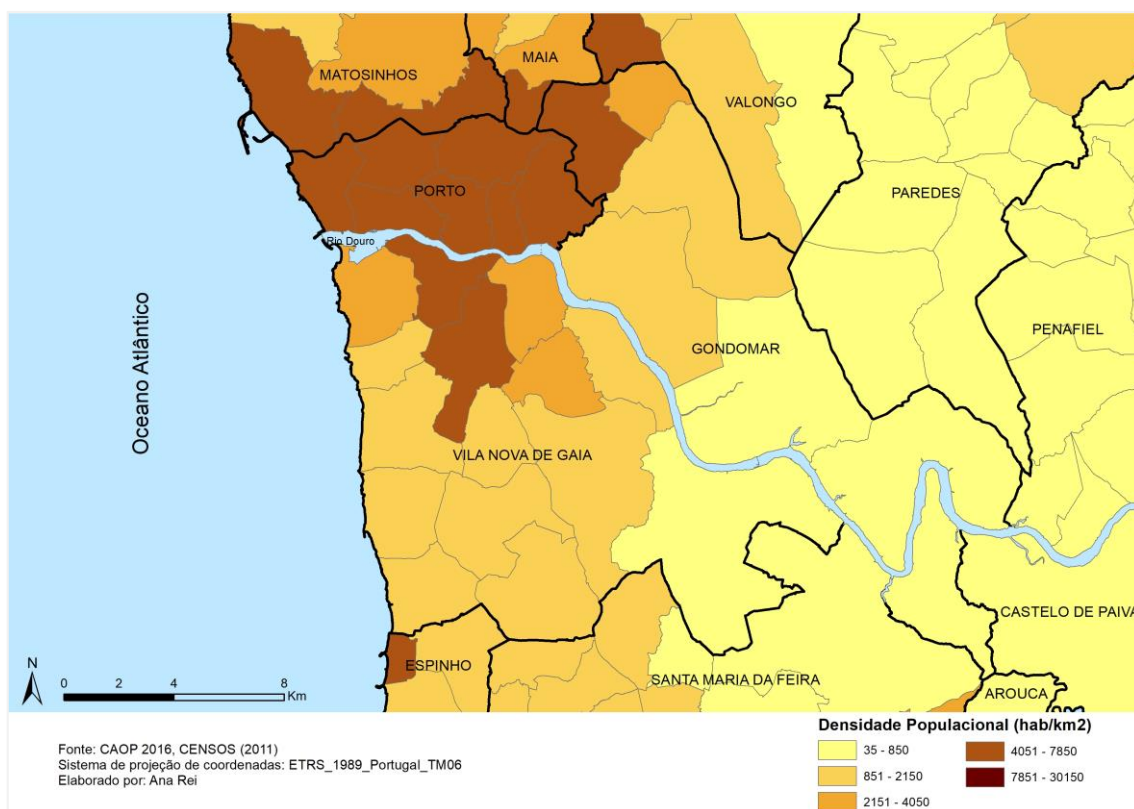 MATOSINHOS
MAIA
VALONGO
PORTO
PAREDES
Rio Douro
Oceano Atlântico
PENAFIEL
GONDOMAR
VILA NOVA DE GAIA
CASTELO DE PAIVA
ESPINHO
SANTA MARIA DA FEIRA
AROUCA
N
0 2 4 8
Km
Fonte: CAOP 2016, CENSOS (2011)
Sistema de projeção de coordenadas: ETRS_1989_Portugal_TM06
Elaborado por: Ana Rei
Densidade Populacional (hab/km2)
35 - 850
851 - 2150
2151 - 4050
4051 - 7850
7851 - 30150